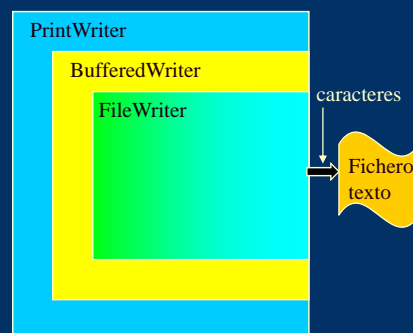 PrintWriter
BufferedWriter
caracteres
FileWriter
Fichero
texto